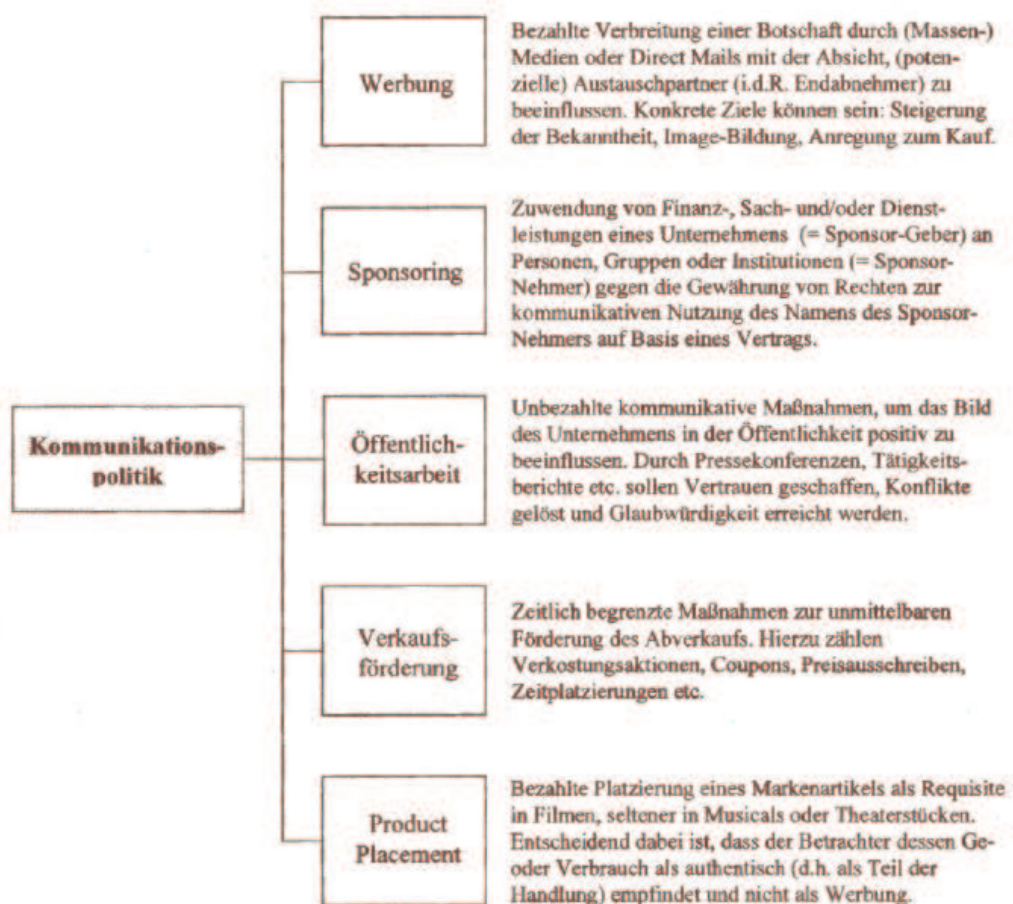 Werbung
Bezahlte Verbreitung einer Botschaft durch (Massen-)
Medien oder Direct Mails mit der Absicht, (poten-
zielle) Austauschpartner (i.d.R. Endabnehmer) zu
beeinflussen. Konkrete Ziele können sein: Steigerung
der Bekanntheit, Image-Bildung, Anregung zum Kauf.
Sponsoring
Zuwendung von Finanz-, Sach- und/oder Dienst-
leistungen eines Unternehmens (= Sponsor-Geber) an
Personen, Gruppen oder Institutionen (= Sponsor-
Nehmer) gegen die Gewährung von Rechten zur
kommunikativen Nutzung des Namens des Sponsor-
Nehmers auf Basis eines Vertrags.
Kommunikations-
politik
Öffentlich-
keitsarbeit
Unbezahlte kommunikative Maßnahmen, um das Bild
des Unternehmens in der Öffentlichkeit positiv zu
beeinflussen. Durch Pressekonferenzen, Tätigkeits-
berichte etc. sollen Vertrauen geschaffen, Konflikte
gelöst und Glaubwürdigkeit erreicht werden.
Verkaufs-
förderung
Zeitlich begrenzte Maßnahmen zur unmittelbaren
Förderung des Abverkaufs. Hierzu zählen
Verkostungsaktionen, Coupons, Preisausschreiben,
Zeitplatzierungen etc.
Product
Placement
Bezahlte Platzierung eines Markenartikels als Requisite
in Filmen, seltener in Musicals oder Theaterstücken.
Entscheidend dabei ist, dass der Betrachter dessen Ge-
oder Verbrauch als authentisch (d.h. als Teil der
Handlung) empfindet und nicht als Werbung.